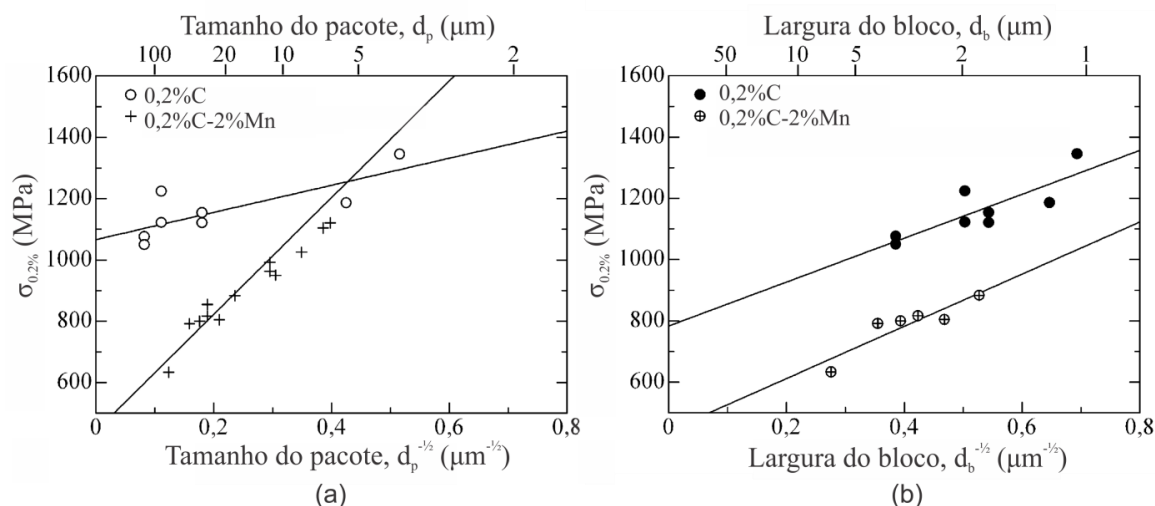 Tamanho do pacote, dp (μm)
100 20 10 5 2
1600
1400
1200
1000
800
600
σ0.2% (MPa)
0,2%C
0,2%C-2%Mn
0 0,2 0,4 0,6 0,8
Tamanho do pacote, dp-½ (μm-½)
(a)
Largura do bloco, db (μm)
50 10 5 2 1
1600
1400
1200
1000
800
600
σ0.2% (MPa)
0,2%C
0,2%C-2%Mn
0 0,2 0,4 0,6 0,8
Largura do bloco, db-½ (μm-½)
(b)